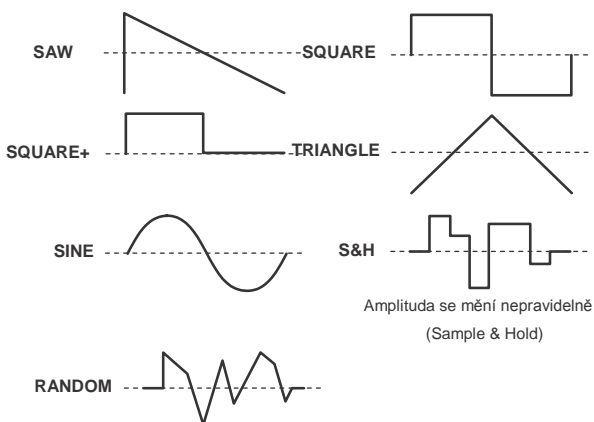 SAW
SQUARE
SQUARE+
TRIANGLE
SINE
S&H
Amplituda se mění nepravidelně
(Sample & Hold)
RANDOM